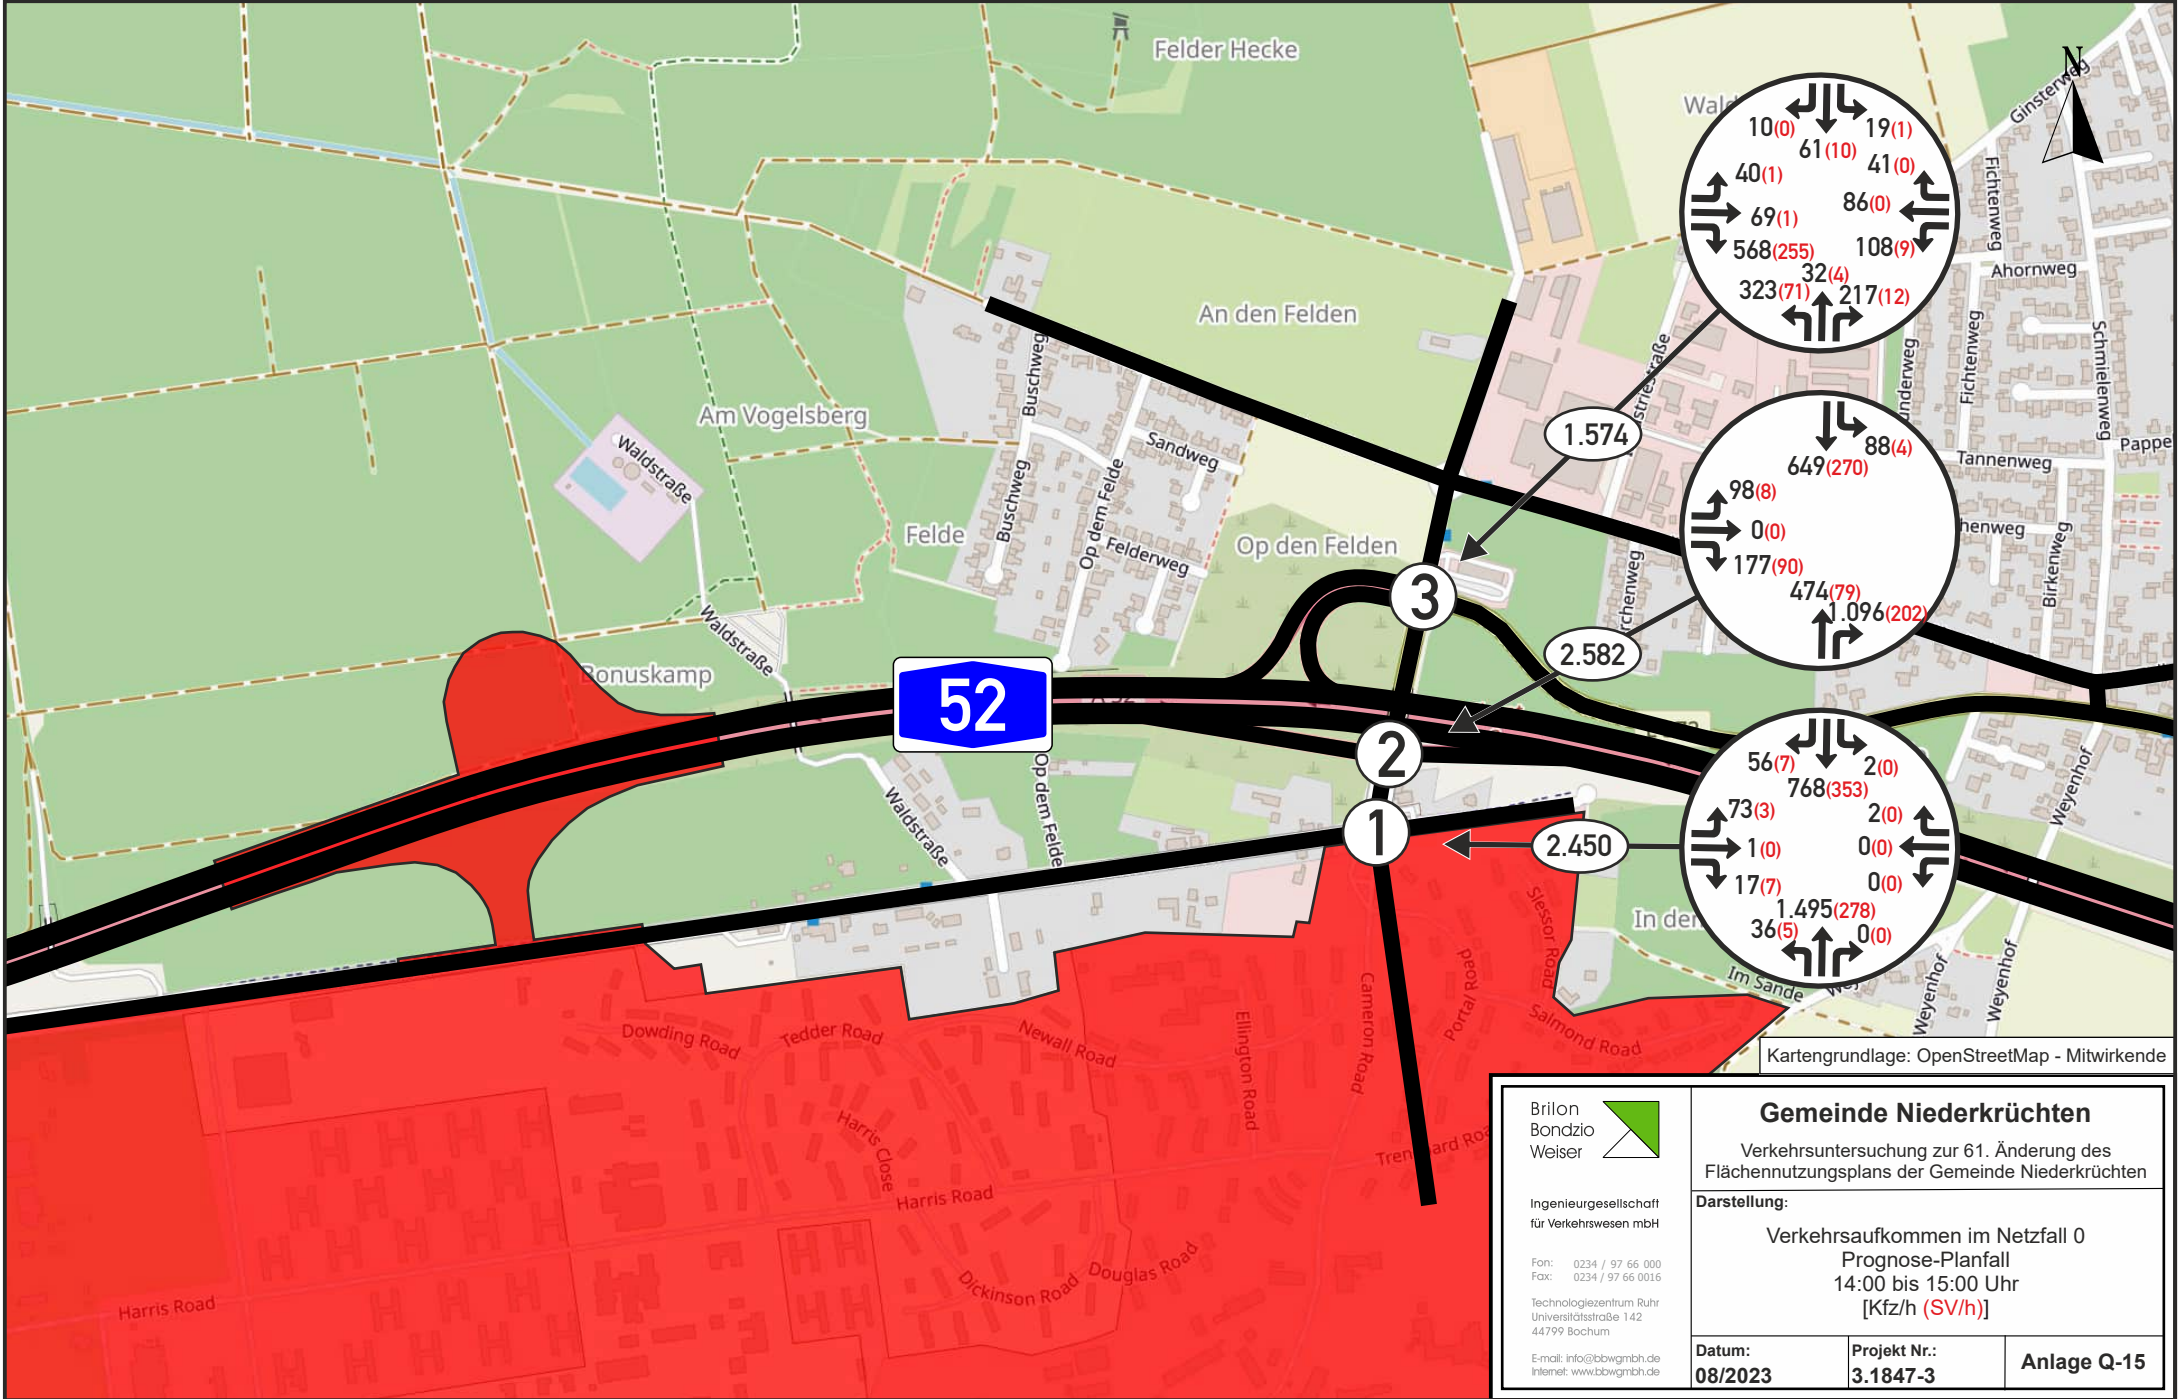 Felder Hecke
N
Ginsterweg
10(0)
19(1)
61(10)
41(0)
40(1)
86(0)
69(1)
108(9)
568(255)
32(4)
323(71)
217(12)
Fichtenweg
Ahornweg
An den Felden
Fichtenweg
Schmielenweg
Buschweg
Am Vogelsberg
Waldstraße
Sandweg
1.574
88(4)
649(270)
Tannenweg
98(8)
0(0)
177(90)
474(79)
1.096(202)
Felde
Buschweg
Op dem Felde
Felderweg
Op den Felden
Birkenweg
3
Waldstraße
2.582
Bonuskamp
52
2
1
Op dem Felde
Waldstraße
2.450
56(7)
2(0)
768(353)
73(3)
2(0)
1(0)
0(0)
17(7)
0(0)
1.495(278)
36(5)
0(0)
Weyenhof
Slessor Road
Im Sande
Weyenhof
Weyenhof
Dowding Road
Tedder Road
Newall Road
Ellington Road
Cameron Road
Portal Road
Salmond Road
Harris Close
Harris Road
Dickinson Road
Douglas Road
Harris Road
Kartengrundlage: OpenStreetMap - Mitwirkende
Brilon
Bondzio
Weiser
Ingenieurgesellschaft
für Verkehrswesen mbH
Fon: 0234 / 97 66 000
Fax: 0234 / 97 66 0016
Technologiezentrum Ruhr
Universitätsstraße 142
44799 Bochum
E-mail: info@bbwgmbh.de
Internet: www.bbwgmbh.de
Gemeinde Niederkrüchten
Verkehrsuntersuchung zur 61. Änderung des
Flächennutzungsplans der Gemeinde Niederkrüchten
Darstellung:
Verkehrsaufkommen im Netzfall 0
Prognose-Planfall
14:00 bis 15:00 Uhr
[Kfz/h (SV/h)]
Datum:
08/2023
Projekt Nr.:
3.1847-3
Anlage Q-15